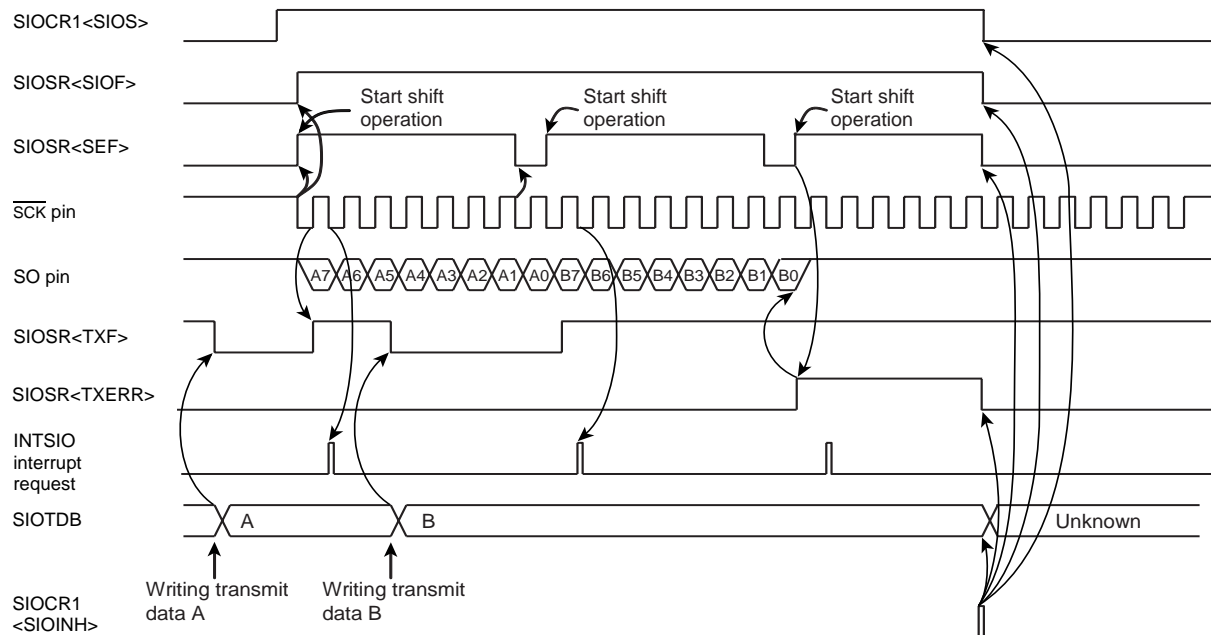 SIOCR1<SIOS>
SIOSR<SIOF>
Start shift
operation
Start shift
operation
Start shift
operation
SIOSR<SEF>
SCK pin
SO pin
A7 A6 A5 A4 A3 A2 A1 A0 B7 B6 B5 B4 B3 B2 B1 B0
SIOSR<TXF>
SIOSR<TXERR>
INTSIO
interrupt
request
SIOTDB
A
B
Unknown
Writing transmit
data A
Writing transmit
data B
SIOCR1
<SIOINH>